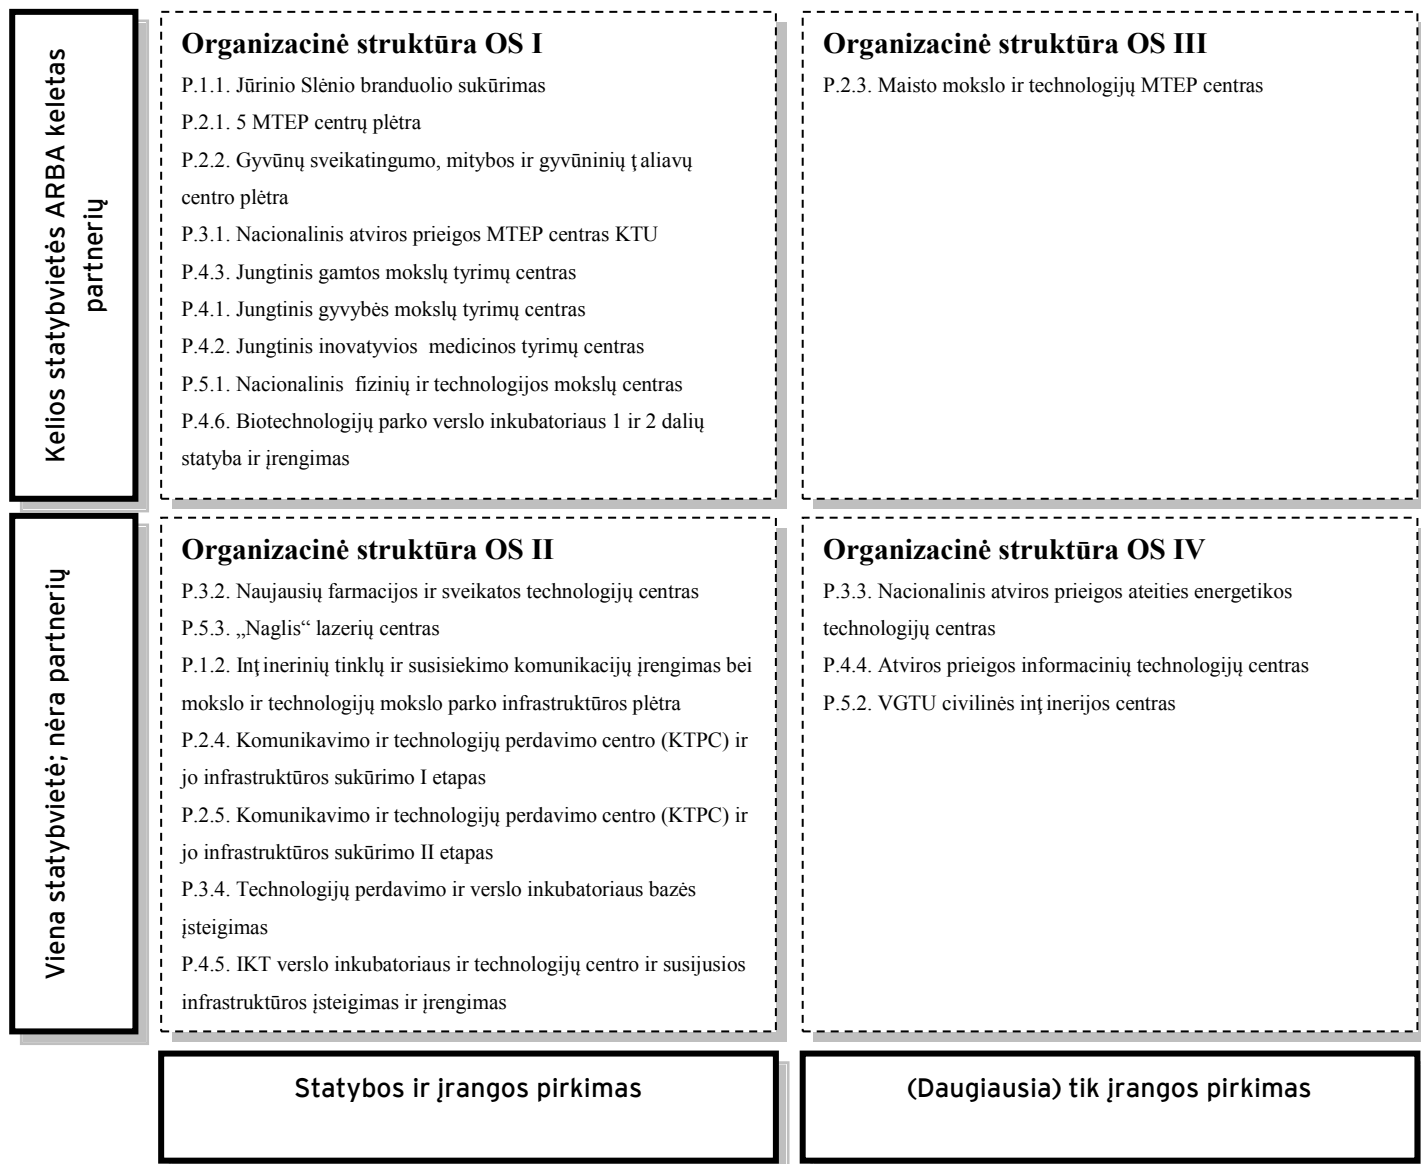 Kelios statybvietės ARBA keletas
partnerių
Organizacinė struktūra OS I
P.1.1. Jūrinio Slėnio branduolio sukūrimas
P.2.1. 5 MTEP centrų plėtra
P.2.2. Gyvūnų sveikatingumo, mitybos ir gyvūninių ţaliavų
centro plėtra
P.3.1. Nacionalinis atviros prieigos MTEP centras KTU
P.4.3. Jungtinis gamtos mokslų tyrimų centras
P.4.1. Jungtinis gyvybės mokslų tyrimų centras
P.4.2. Jungtinis inovatyvios medicinos tyrimų centras
P.5.1. Nacionalinis fizinių ir technologijos mokslų centras
P.4.6. Biotechnologijų parko verslo inkubatoriaus 1 ir 2 dalių
statyba ir įrengimas
Organizacinė struktūra OS III
P.2.3. Maisto mokslo ir technologijų MTEP centras
Viena statybvietė; nėra partnerių
Organizacinė struktūra OS II
P.3.2. Naujausių farmacijos ir sveikatos technologijų centras
P.5.3. „Naglis“ lazerių centras
P.1.2. Inţinerinių tinklų ir susisiekimo komunikacijų įrengimas bei
mokslo ir technologijų mokslo parko infrastruktūros plėtra
P.2.4. Komunikavimo ir technologijų perdavimo centro (KTPC) ir
jo infrastruktūros sukūrimo I etapas
P.2.5. Komunikavimo ir technologijų perdavimo centro (KTPC) ir
jo infrastruktūros sukūrimo II etapas
P.3.4. Technologijų perdavimo ir verslo inkubatoriaus bazės
įsteigimas
P.4.5. IKT verslo inkubatoriaus ir technologijų centro ir susijusios
infrastruktūros įsteigimas ir įrengimas
Organizacinė struktūra OS IV
P.3.3. Nacionalinis atviros prieigos ateities energetikos
technologijų centras
P.4.4. Atviros prieigos informacinių technologijų centras
P.5.2. VGTU civilinės inţinerijos centras
Statybos ir įrangos pirkimas
(Daugiausia) tik įrangos pirkimas